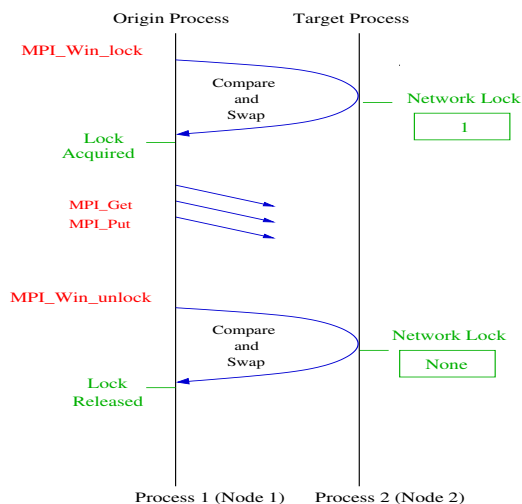 Origin Process
Target Process
MPI_Win_lock
Compare
and
Swap
Network Lock
1
Lock
Acquired
MPI_Get
MPI_Put
MPI_Win_unlock
Compare
and
Swap
Network Lock
None
Lock
Released
Process 1 (Node 1)
Process 2 (Node 2)